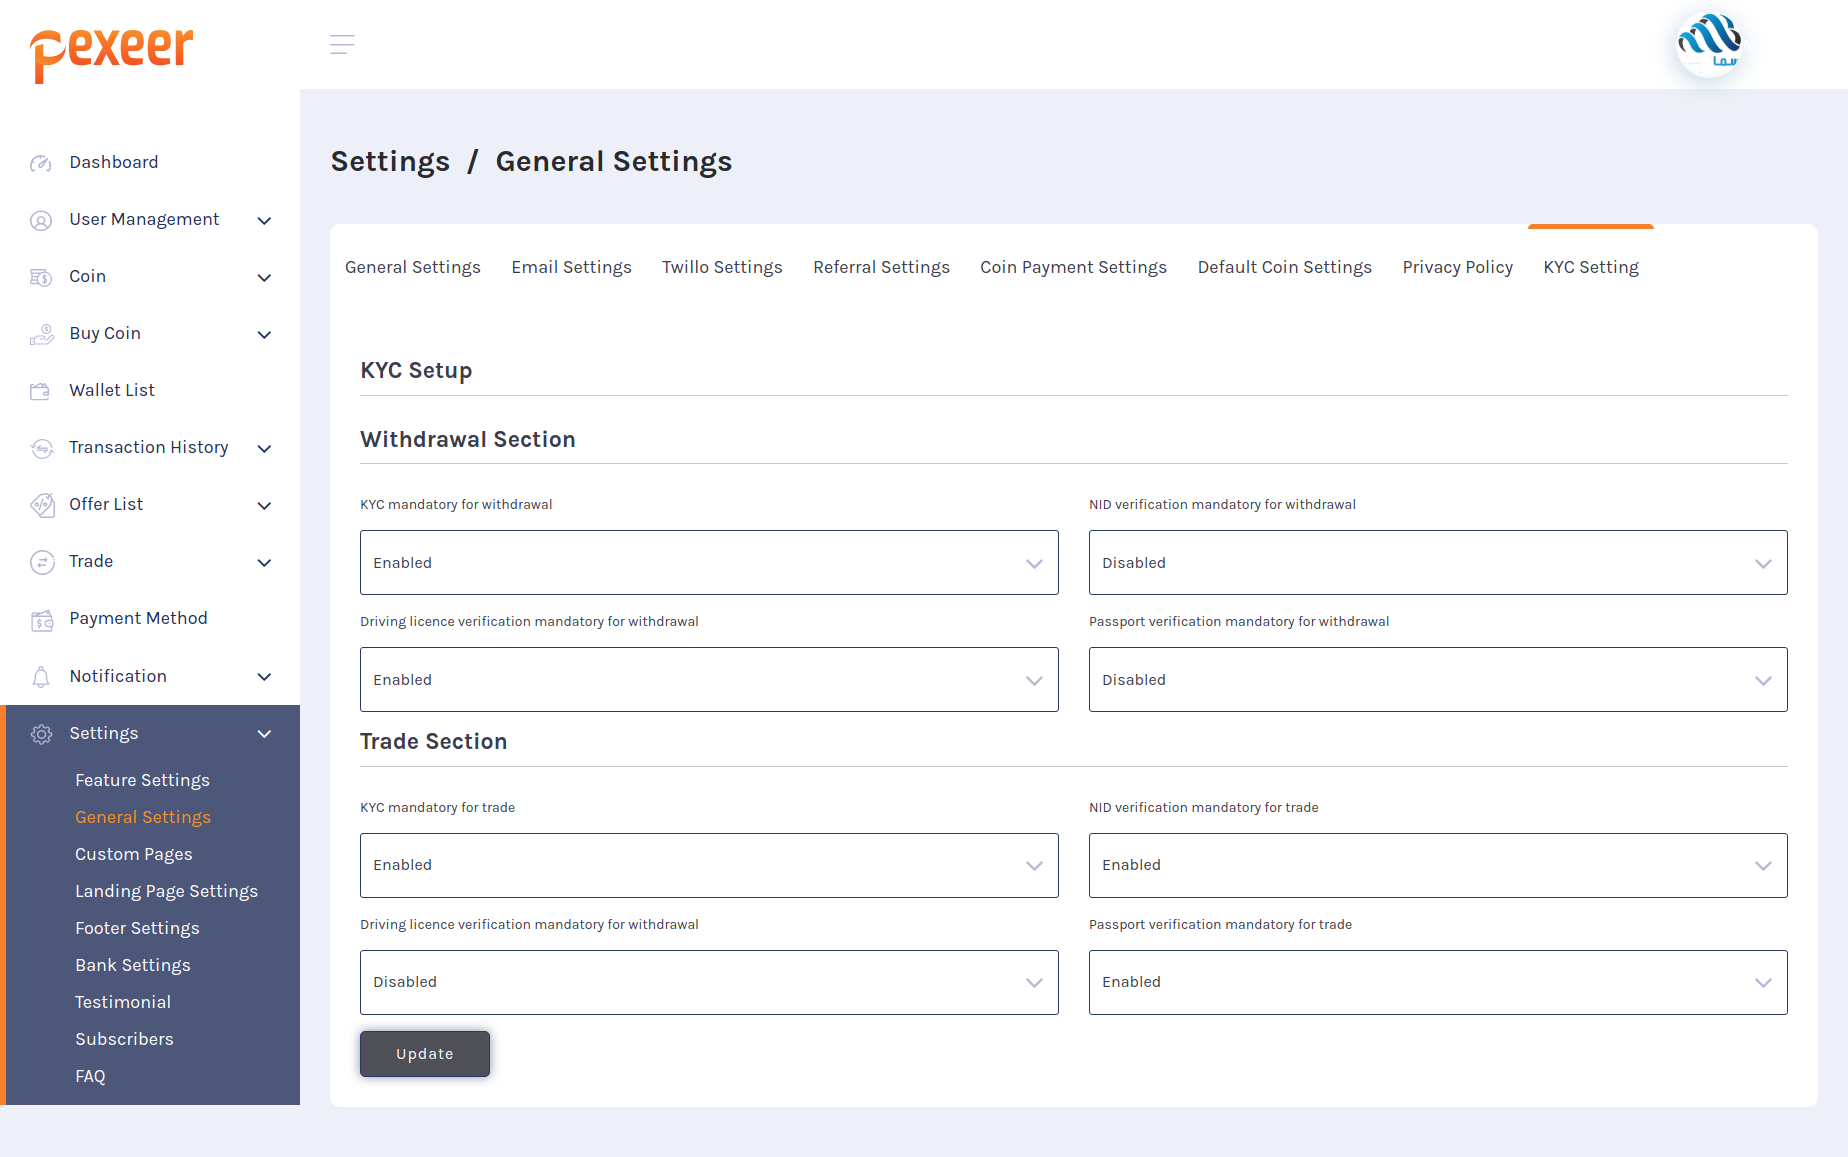 pexeer
سما
Dashboard
User Management
Coin
Buy Coin
Wallet List
Transaction History
Offer List
Trade
Payment Method
Notification
Settings
Feature Settings
General Settings
Custom Pages
Landing Page Settings
Footer Settings
Bank Settings
Testimonial
Subscribers
FAQ
Settings / General Settings
General Settings Email Settings Twillo Settings Referral Settings Coin Payment Settings Default Coin Settings Privacy Policy KYC Setting
KYC Setup
Withdrawal Section
KYC mandatory for withdrawal
Enabled
NID verification mandatory for withdrawal
Disabled
Driving licence verification mandatory for withdrawal
Enabled
Passport verification mandatory for withdrawal
Disabled
Trade Section
KYC mandatory for trade
Enabled
NID verification mandatory for trade
Enabled
Driving licence verification mandatory for withdrawal
Disabled
Passport verification mandatory for trade
Enabled
Update